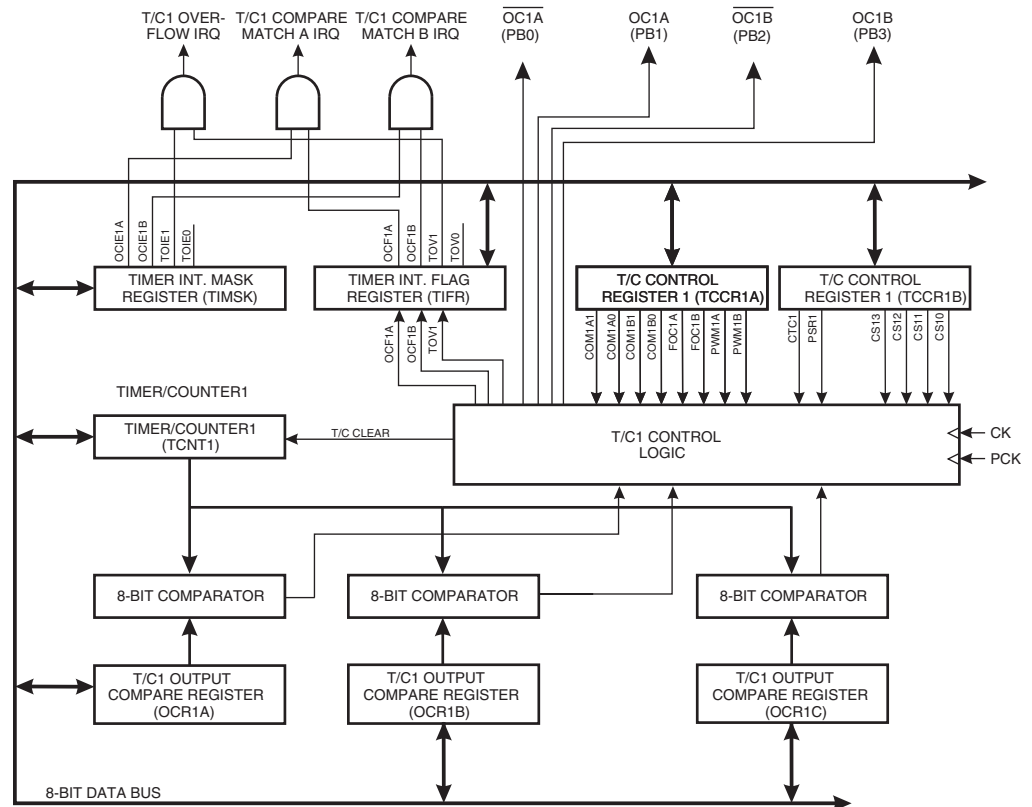 T/C1 OVER-
FLOW IRQ
T/C1 COMPARE
MATCH A IRQ
T/C1 COMPARE
MATCH B IRQ
OC1A
(PB0)
OC1A
(PB1)
OC1B
(PB2)
OC1B
(PB3)
OCIE1A
OCIE1B
TOIE1
TOIE0
OCF1A
OCF1B
TOV1
TOV0
TIMER INT. MASK
REGISTER (TIMSK)
TIMER INT. FLAG
REGISTER (TIFR)
T/C CONTROL
REGISTER 1 (TCCR1A)
T/C CONTROL
REGISTER 1 (TCCR1B)
OCF1A
OCF1B
TOV1
COM1A1
COM1A0
COM1B1
COM1B0
FOC1A
FOC1B
PWM1A
PWM1B
CTC1
PSR1
CS13
CS12
CS11
CS10
TIMER/COUNTER1
TIMER/COUNTER1
(TCNT1)
T/C CLEAR
T/C1 CONTROL
LOGIC
CK
PCK
8-BIT COMPARATOR
8-BIT COMPARATOR
8-BIT COMPARATOR
T/C1 OUTPUT
COMPARE REGISTER
(OCR1A)
T/C1 OUTPUT
COMPARE REGISTER
(OCR1B)
T/C1 OUTPUT
COMPARE REGISTER
(OCR1C)
8-BIT DATA BUS